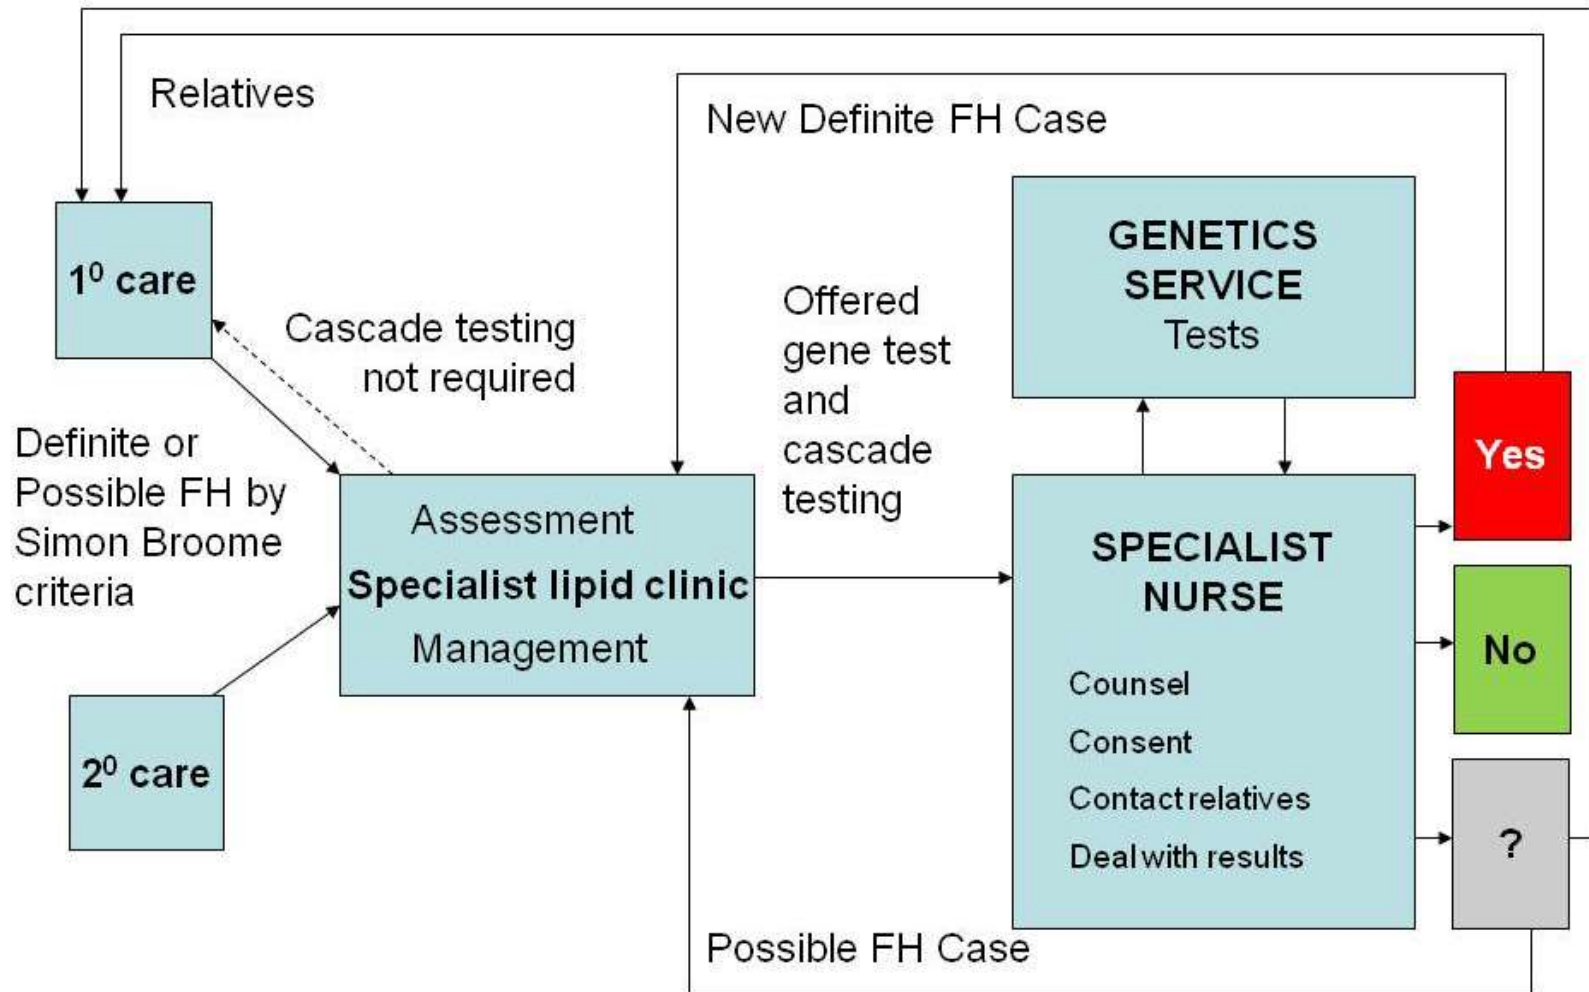 Relatives
New Definite FH Case
GENETICS
SERVICE
Tests
1⁰ care
Cascade testing
not required
Offered
gene test
and
cascade
testing
Definite or
Possible FH by
Simon Broome
criteria
Assessment
Specialist lipid clinic
Management
SPECIALIST
NURSE
Counsel
Consent
Contact relatives
Deal with results
Yes
No
?
2⁰ care
Possible FH Case